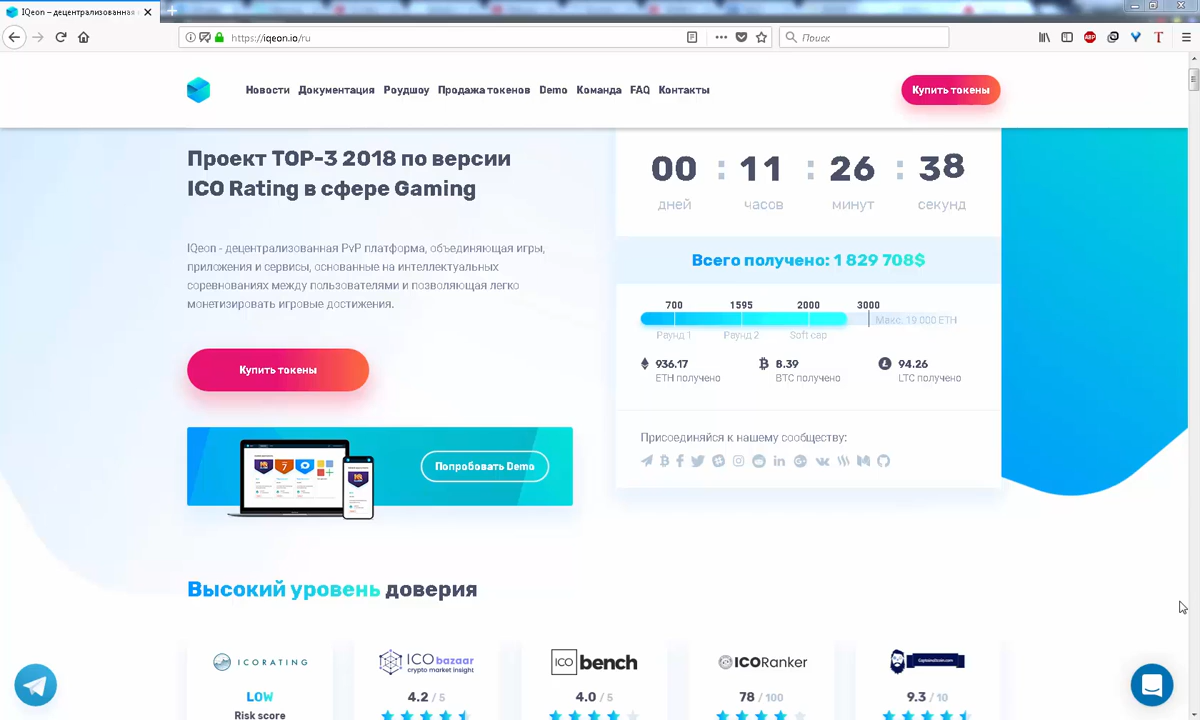 IQeon – децентрализованная
https://iqeon.io/ru
Поиск
ABP
Новости Документация Роудшоу Продажа токенов Demo Команда FAQ Контакты
Купить токены
Проект TOP-3 2018 по версии
ICO Rating в сфере Gaming
IQeon - децентрализованная PvP платформа, объединяющая игры,
приложения и сервисы, основанные на интеллектуальных
соревнованиях между пользователями и позволяющая легко
монетизировать игровые достижения.
Купить токены
Попробовать Demo
00 : 11 : 26 : 38
дней часов минут секунд
Всего получено: 1 829 708$
700 1595 2000 3000
Макс. 19 000 ETH
Раунд 1 Раунд 2 Soft cap
936.17 8.39 94.26
ETH получено BTC получено LTC получено
Присоединяйся к нашему сообществу:
Высокий уровень доверия
ICORATING ICObazaar ICO bench ICORanker
crypto market insight
LOW 4.2 / 5 4.0 / 5 78 / 100 9.3 / 10
Risk score